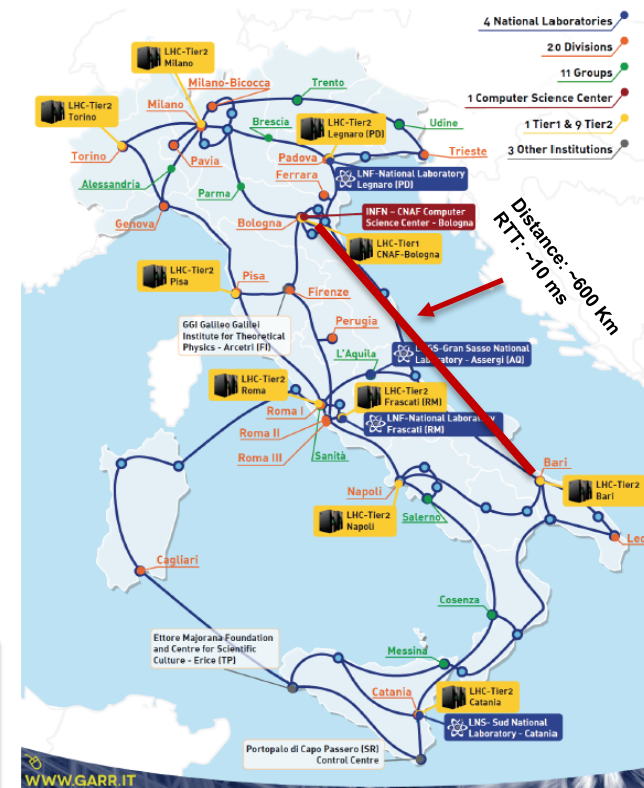 4 National Laboratories
20 Divisions
11 Groups
1 Computer Science Center
1 Tier1 & 9 Tier2
3 Other Institutions
LHC-Tier2
Milano
Milano-Bicocca
Trento
LHC-Tier2
Torino
Milano
Brescia
LHC-Tier2
Legnaro (PD)
Udine
Torino
Pavia
Padova
Trieste
Ferrara
LNF-National Laboratory
Legnaro (PD)
Alessandria
Parma
Genova
Bologna
INFN – CNAF Computer
Science Center - Bologna
LHC-Tier1
CNAF-Bologna
Distance: ~600 Km
RTT: ~10 ms
LHC-Tier2
Pisa
Pisa
Firenze
GGI Galileo Galilei
Institute for Theoretical
Physics - Arcetri (FI)
Perugia
L'Aquila
GS-Gran Sasso National
Laboratory - Assergi (AQ)
LHC-Tier2
Roma
LHC-Tier2
Frascati (RM)
Roma I
LNF-National Laboratory
Frascati (RM)
Roma II
Roma III
Sanità
Bari
LHC-Tier2
Bari
Napoli
LHC-Tier2
Napoli
Salerno
Lec
Cagliari
Cosenza
Ettore Majorana Foundation
and Centre for Scientific
Culture - Erice (TP)
Messina
Catania
LHC-Tier2
Catania
LNS- Sud National
Laboratory - Catania
Portopalo di Capo Passero (SR)
Control Centre
WWW.GARR.IT